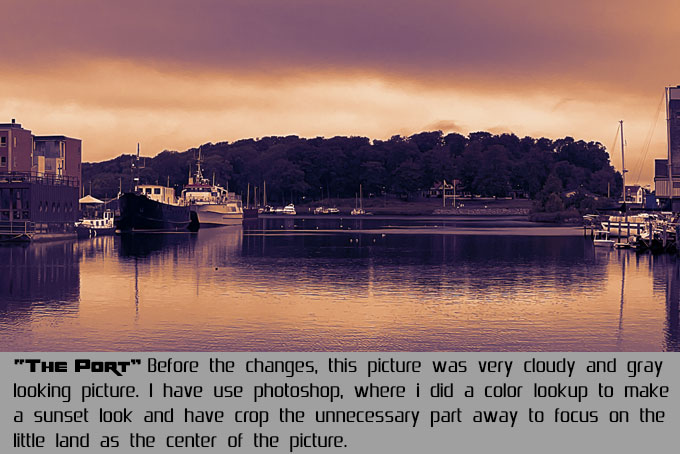 "The Port" Before the changes, this picture was very cloudy and gray
looking picture. I have use photoshop, where i did a color lookup to make
a sunset look and have crop the unnecessary part away to focus on the
little land as the center of the picture.